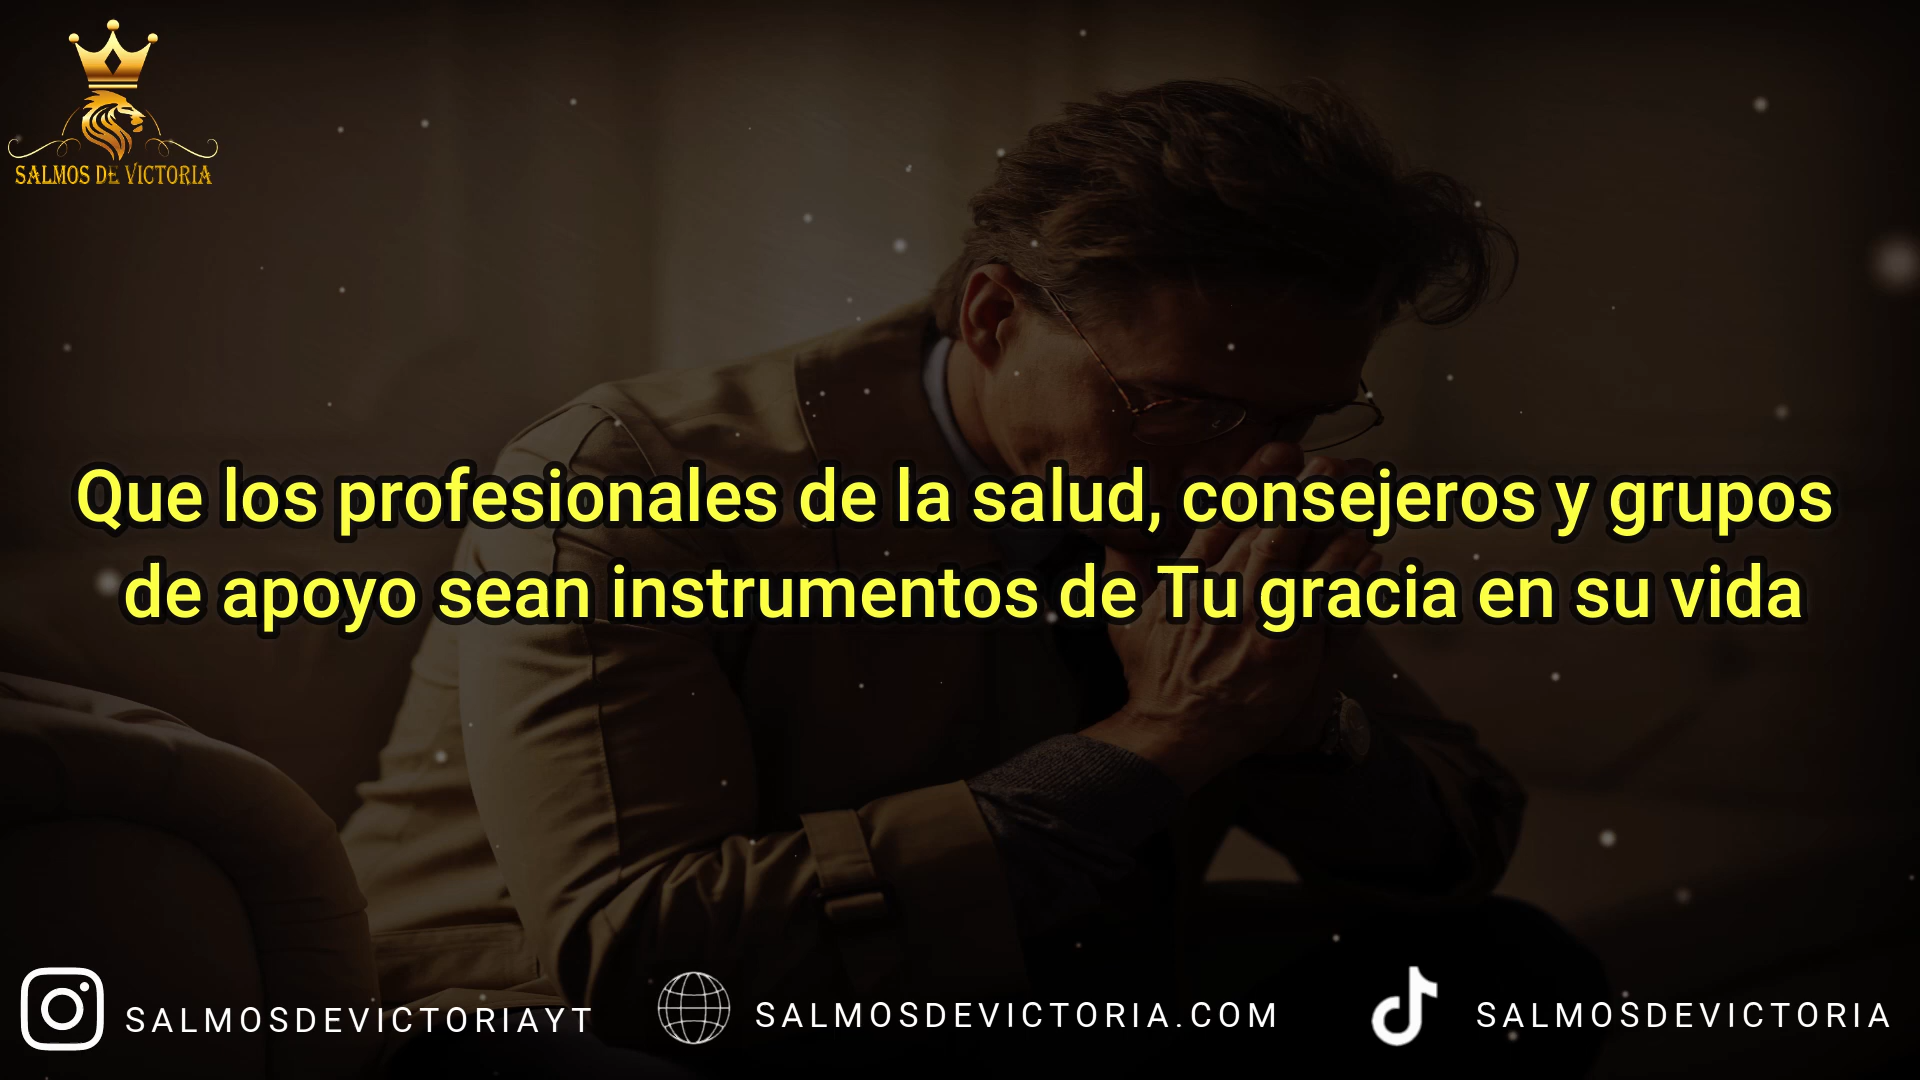 SALMOS DE VICTORIA
Que los profesionales de la salud, consejeros y grupos
de apoyo sean instrumentos de Tu gracia en su vida
SALMOSDEVICTORIAYT
SALMOSDEVICTORIA.COM
SALMOSDEVICTORIA